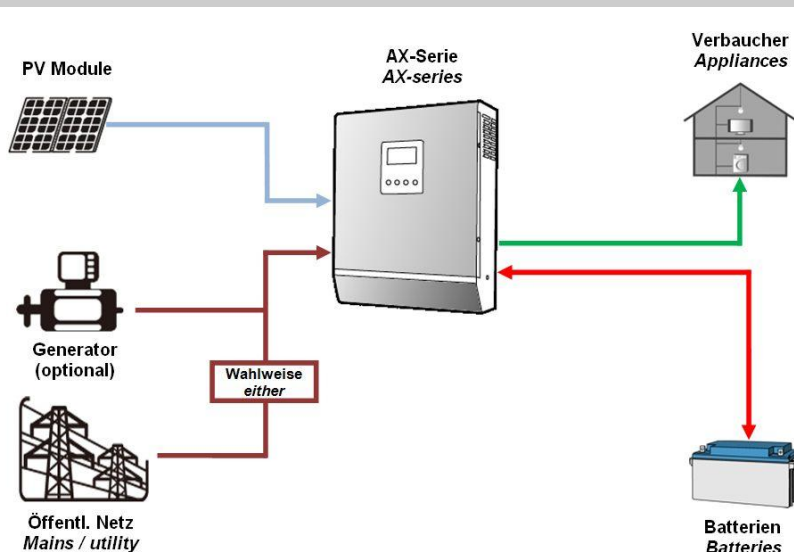 PV Module
AX-Serie
AX-series
Verbaucher
Appliances
Generator
(optional)
Wahlweise
either
Öffentl. Netz
Mains / utility
Batterien
Batteries